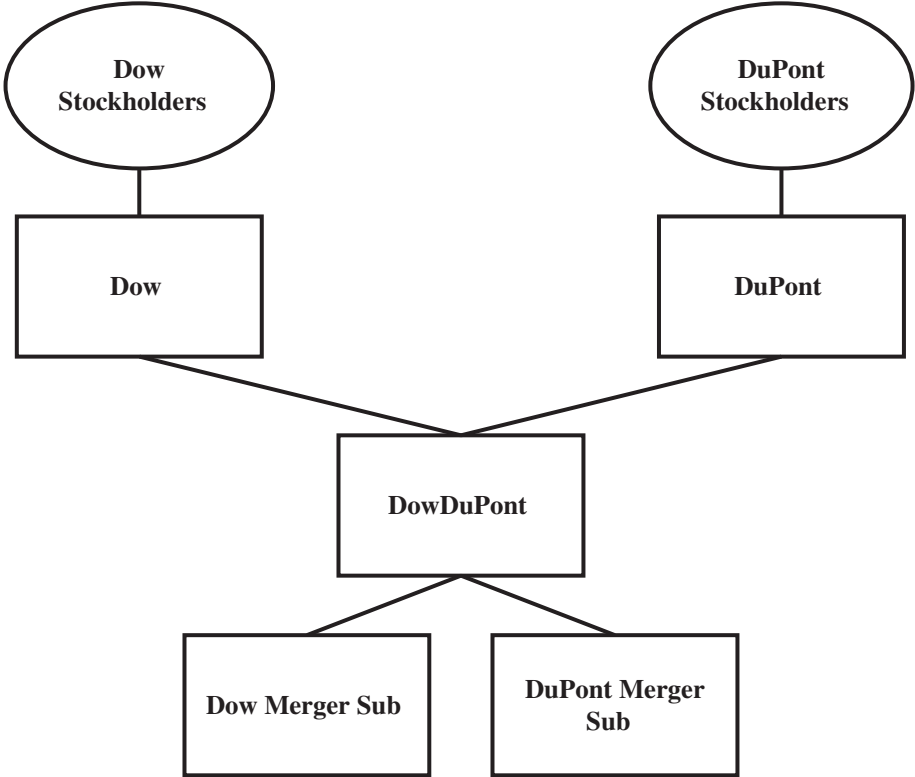 Dow
Stockholders
DuPont
Stockholders
Dow
DuPont
DowDuPont
Dow Merger Sub
DuPont Merger
Sub